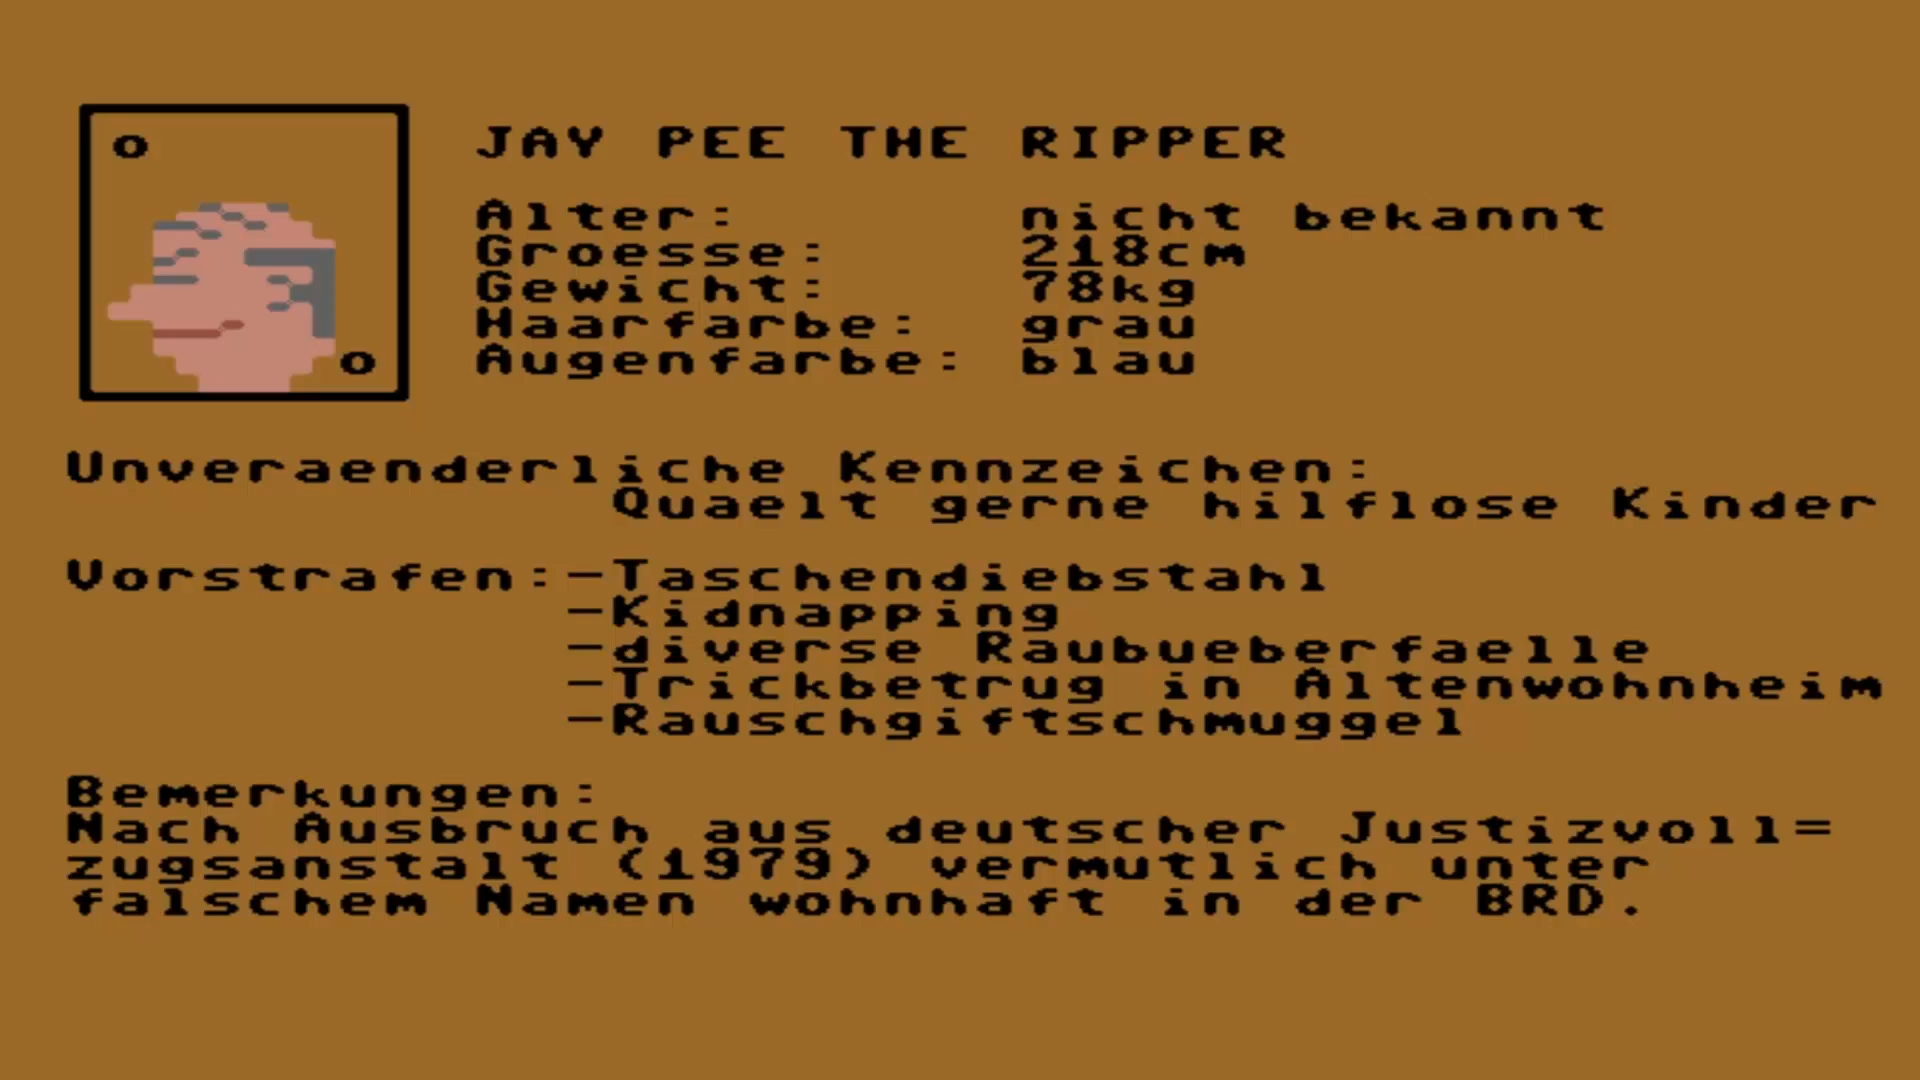 JAY PEE THE RIPPER
Alter: nicht bekannt
Groesse: 218cm
Gewicht: 78kg
Haarfarbe: grau
Augenfarbe: blau
Unveraenderliche Kennzeichen:
Quaelt gerne hilflose Kinder
Vorstrafen:-Taschendiebstahl
-Kidnapping
-diverse Raubueberfaelle
-Trickbetrug in Altenwohnheim
-Rauschgiftschmuggel
Bemerkungen:
Nach Ausbruch aus deutscher Justizvoll=
zugsanstalt (1979) vermutlich unter
falschem Namen wohnhaft in der BRD.